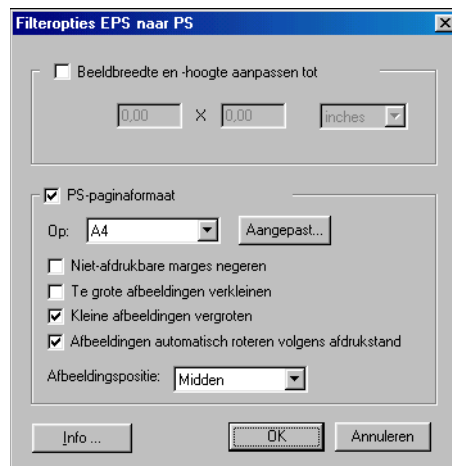 Filteropties EPS naar PS
Beeldbreedte en -hoogte aanpassen tot
0,00 X 0,00 inches
PS-paginaformaat
Op: A4 Aangepast...
Niet-afdrukbare marges negeren
Te grote afbeeldingen verkleinen
Kleine afbeeldingen vergroten
Afbeeldingen automatisch roteren volgens afdrukstand
Afbeeldingspositie: Midden
Info ... OK Annuleren